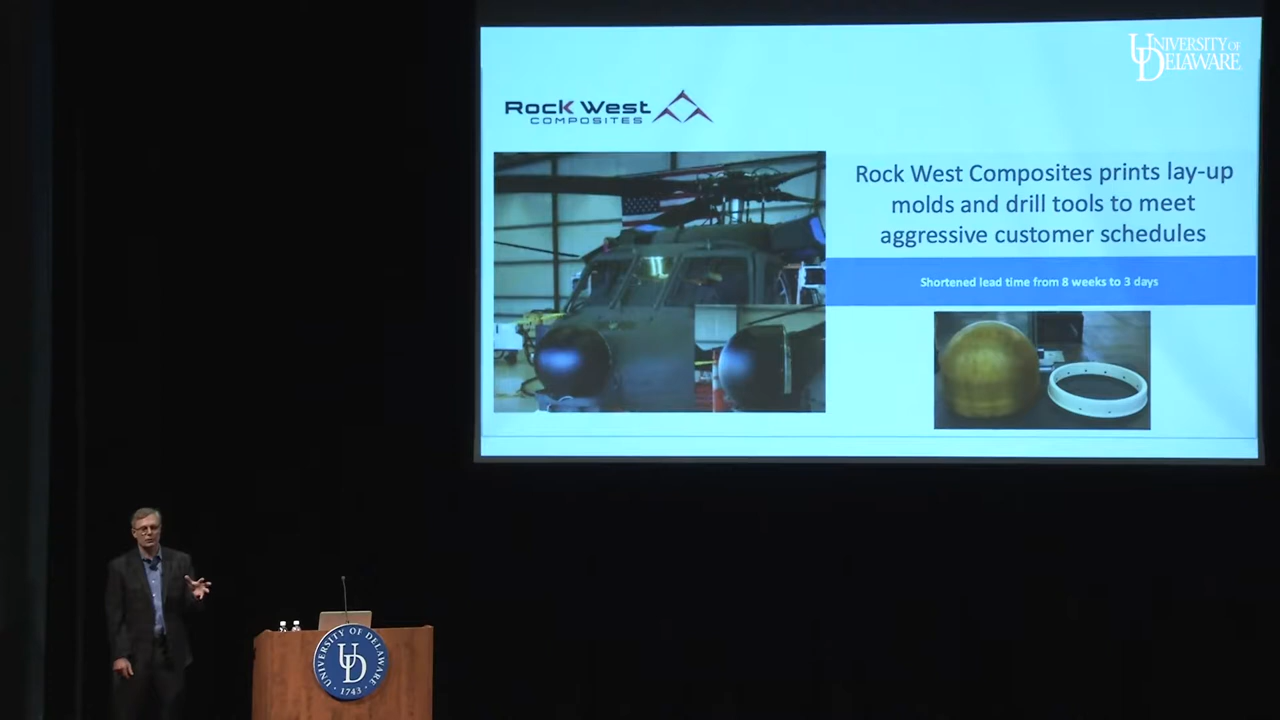 UNIVERSITY OF
DELAWARE
Rock West
COMPOSITES
Rock West Composites prints lay-up
molds and drill tools to meet
aggressive customer schedules
Shortened lead time from 8 weeks to 3 days
UNIVERSITY OF DELAWARE
UD
1743